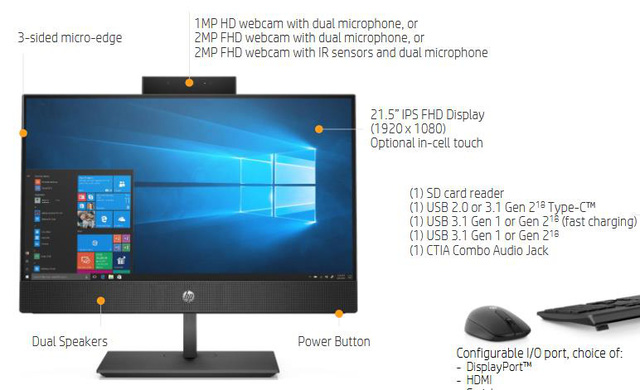 1MP HD webcam with dual microphone, or
2MP FHD webcam with dual microphone, or
2MP FHD webcam with IR sensors and dual microphone
3-sided micro-edge
21.5” IPS FHD Display
(1920 x 1080)
Optional in-cell touch
(1) SD card reader
(1) USB 2.0 or 3.1 Gen 2¹⁸ Type-C™
(1) USB 3.1 Gen 1 or Gen 2¹⁸ (fast charging)
(1) USB 3.1 Gen 1 or Gen 2¹⁸
(1) CTIA Combo Audio Jack
hp
Dual Speakers
Power Button
Configurable I/O port, choice of:
- DisplayPort™
- HDMI